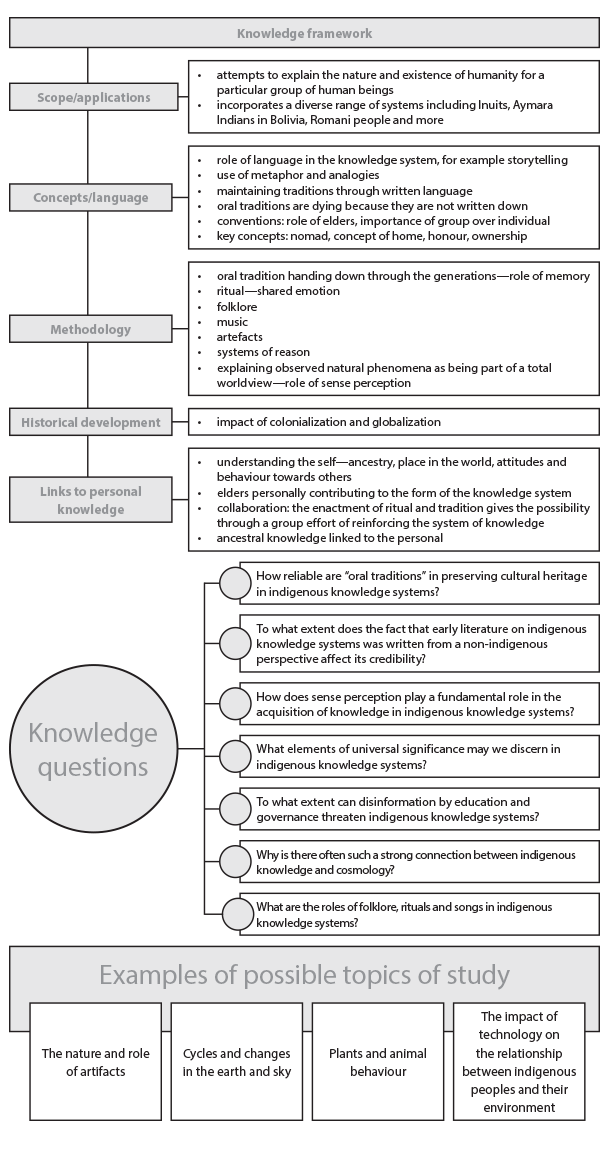 Knowledge framework
Scope/applications
• attempts to explain the nature and existence of humanity for a
particular group of human beings
• incorporates a diverse range of systems including Inuits, Aymara
Indians in Bolivia, Romani people and more
Concepts/language
• role of language in the knowledge system, for example storytelling
• use of metaphor and analogies
• maintaining traditions through written language
• oral traditions are dying because they are not written down
• conventions: role of elders, importance of group over individual
• key concepts: nomad, concept of home, honour, ownership
Methodology
• oral tradition handing down through the generations—role of memory
• ritual—shared emotion
• folklore
• music
• artefacts
• systems of reason
• explaining observed natural phenomena as being part of a total
worldview—role of sense perception
Historical development
• impact of colonialization and globalization
Links to personal
knowledge
• understanding the self—ancestry, place in the world, attitudes and
behaviour towards others
• elders personally contributing to the form of the knowledge system
• collaboration: the enactment of ritual and tradition gives the possibility
through a group effort of reinforcing the system of knowledge
• ancestral knowledge linked to the personal
Knowledge
questions
How reliable are “oral traditions” in preserving cultural heritage
in indigenous knowledge systems?
To what extent does the fact that early literature on indigenous
knowledge systems was written from a non-indigenous
perspective affect its credibility?
How does sense perception play a fundamental role in the
acquisition of knowledge in indigenous knowledge systems?
What elements of universal significance may we discern in
indigenous knowledge systems?
To what extent can disinformation by education and
governance threaten indigenous knowledge systems?
Why is there often such a strong connection between indigenous
knowledge and cosmology?
What are the roles of folklore, rituals and songs in indigenous
knowledge systems?
Examples of possible topics of study
The nature and role
of artifacts
Cycles and changes
in the earth and sky
Plants and animal
behaviour
The impact of
technology on
the relationship
between indigenous
peoples and their
environment